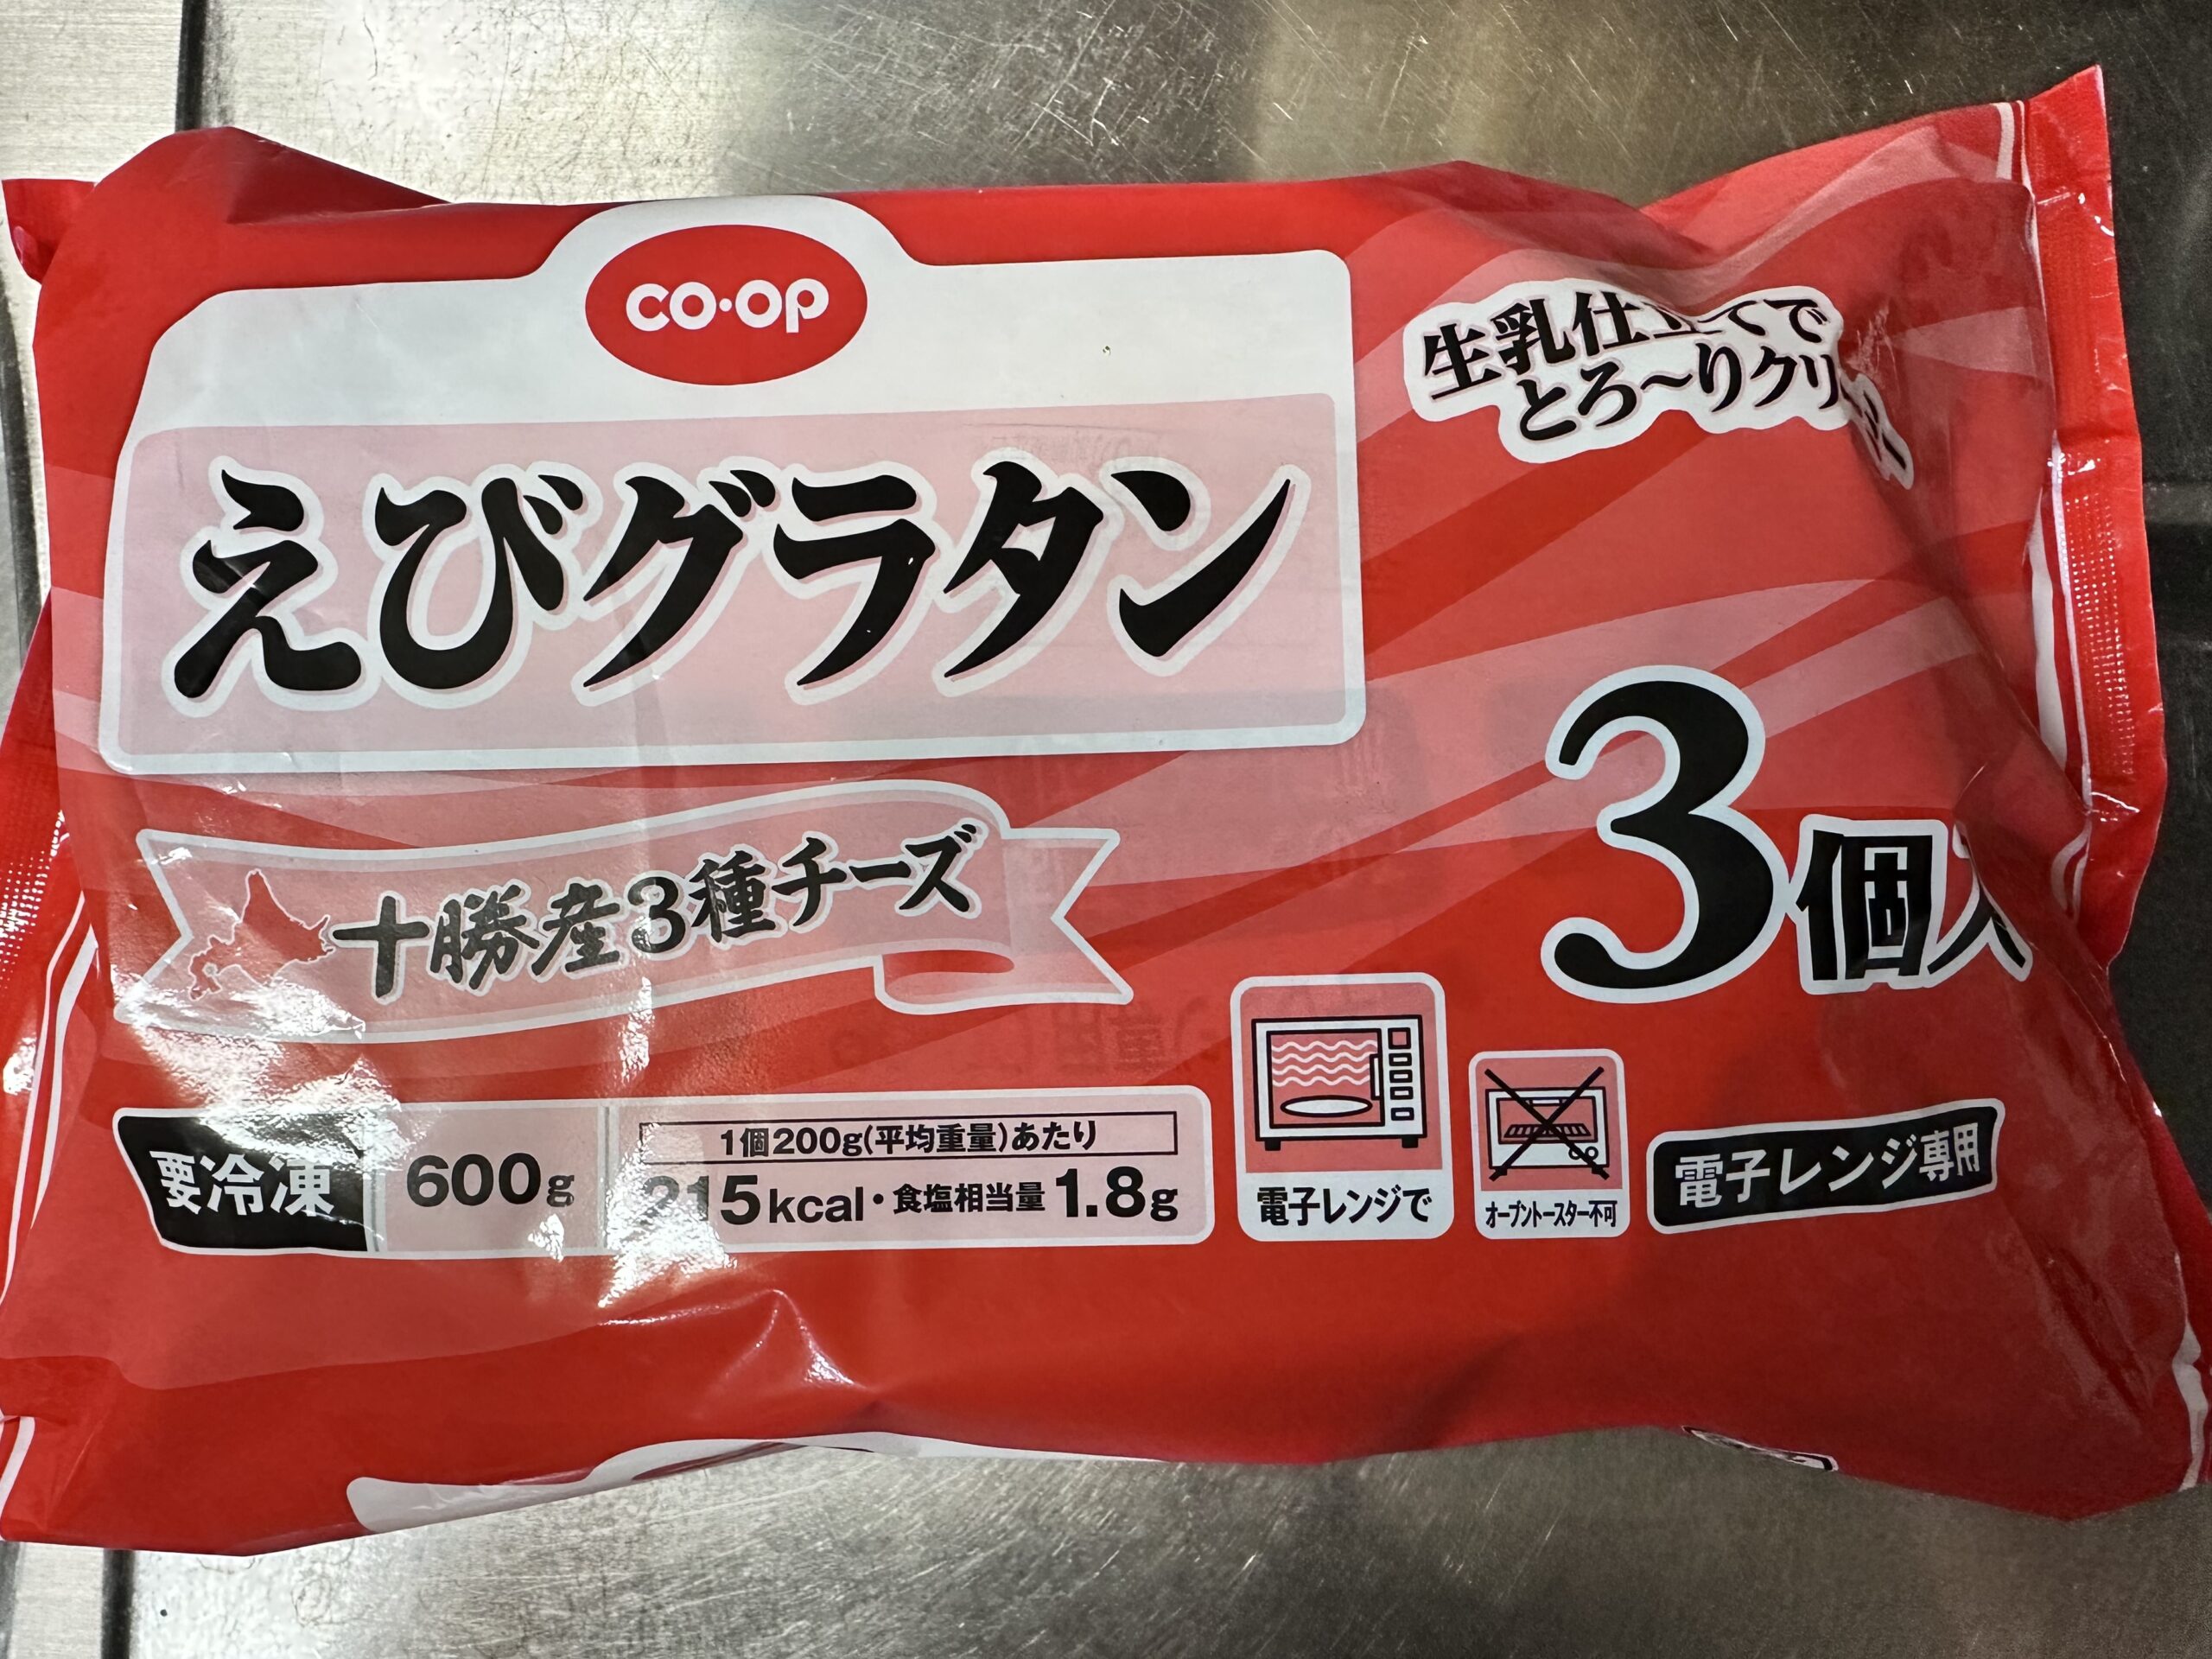 CO・OP
生乳仕立てで
とろ〜りクリーミー
えびグラタン
3個入
十勝産3種チーズ
要冷凍
600g
1個200g(平均重量)あたり
215kcal・食塩相当量1.8g
電子レンジで
オーブントースター不可
電子レンジ専用